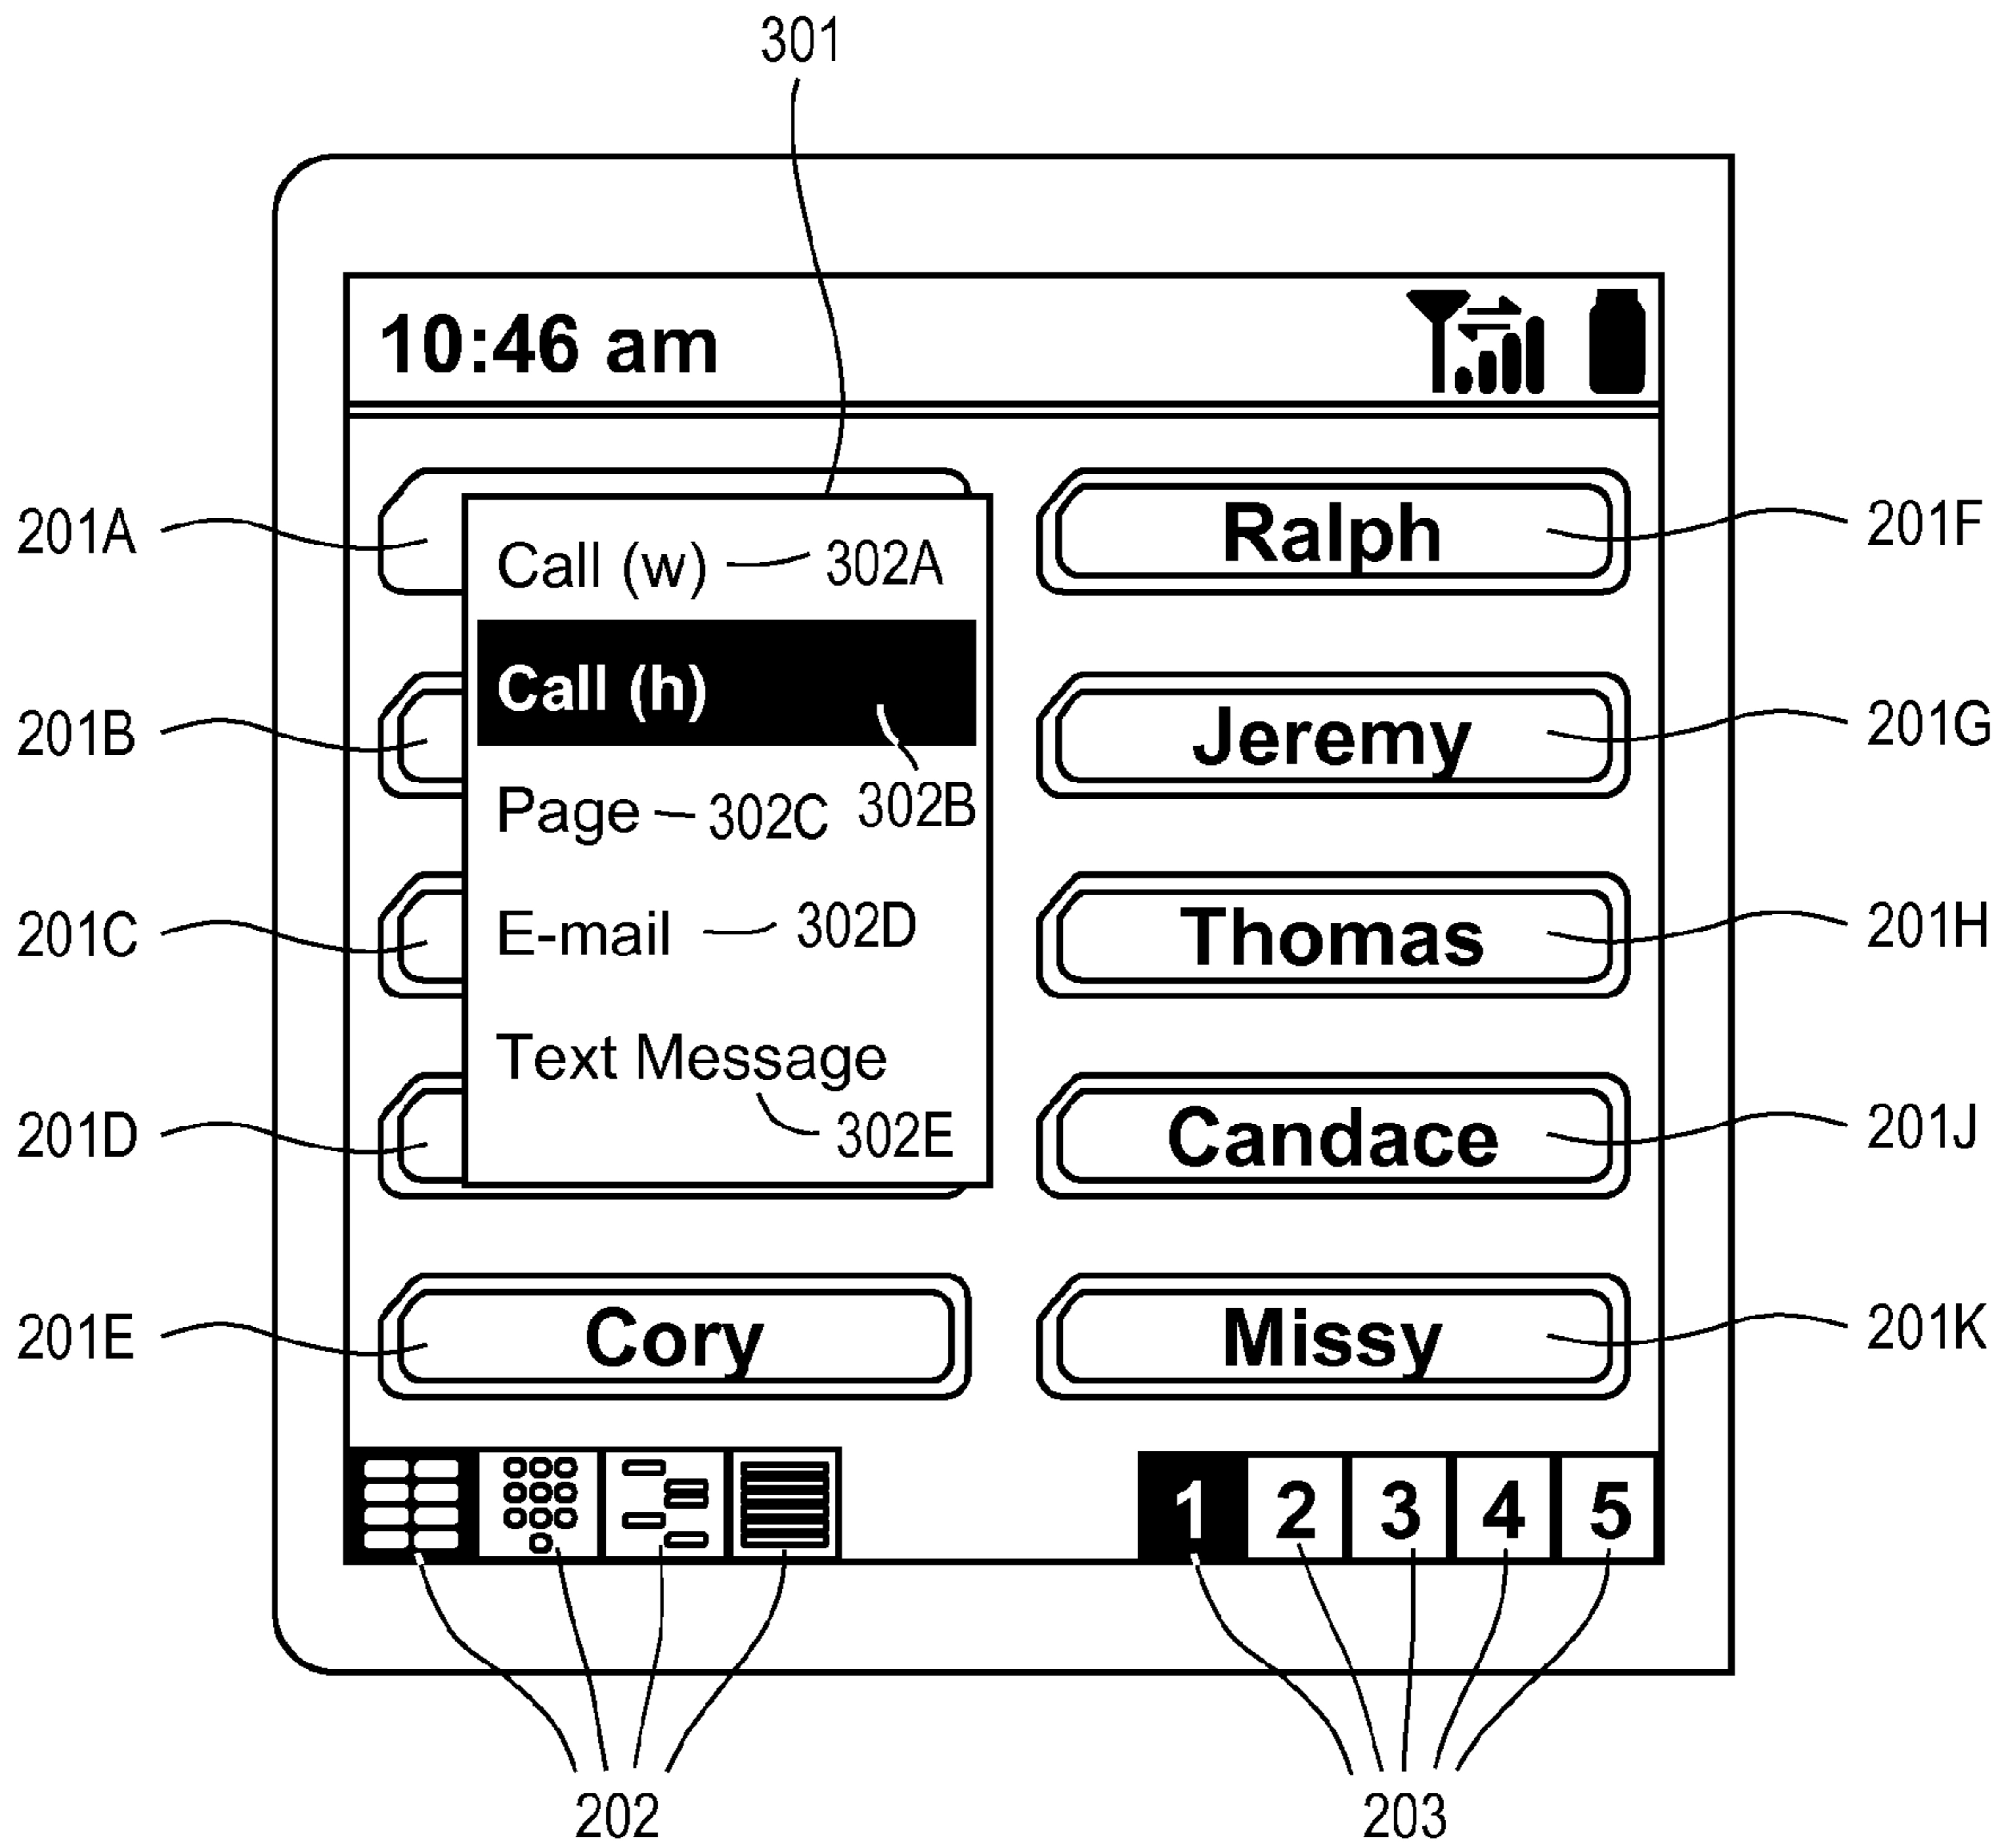 301
10:46 am
201A
Call (w)
302A
Ralph
201F
Call (h)
201B
302B
Jeremy
201G
Page
302C
201C
E-mail
302D
Thomas
201H
Text Message
201D
302E
Candace
201J
201E
Cory
Missy
201K
1 2 3 4 5
202
203